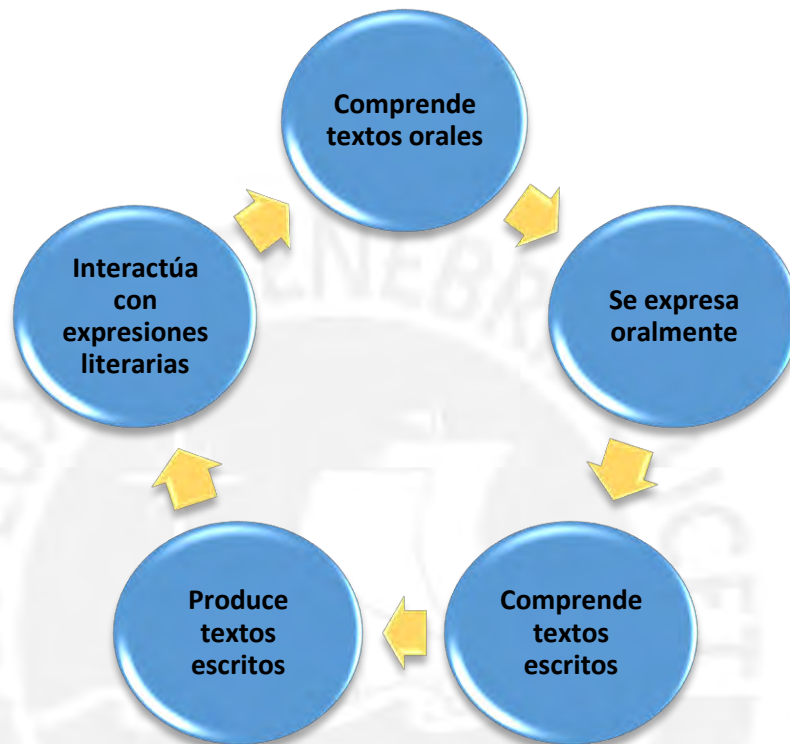 Comprende
textos orales
Se expresa
oralmente
Comprende
textos
escritos
Produce
textos
escritos
Interactúa
con
expresiones
literarias